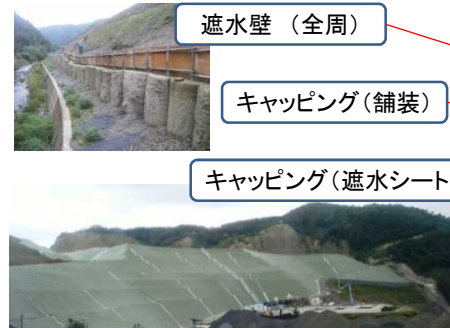 遮水壁 （全周）
キャッピング（舗装）
キャッピング（遮水シート